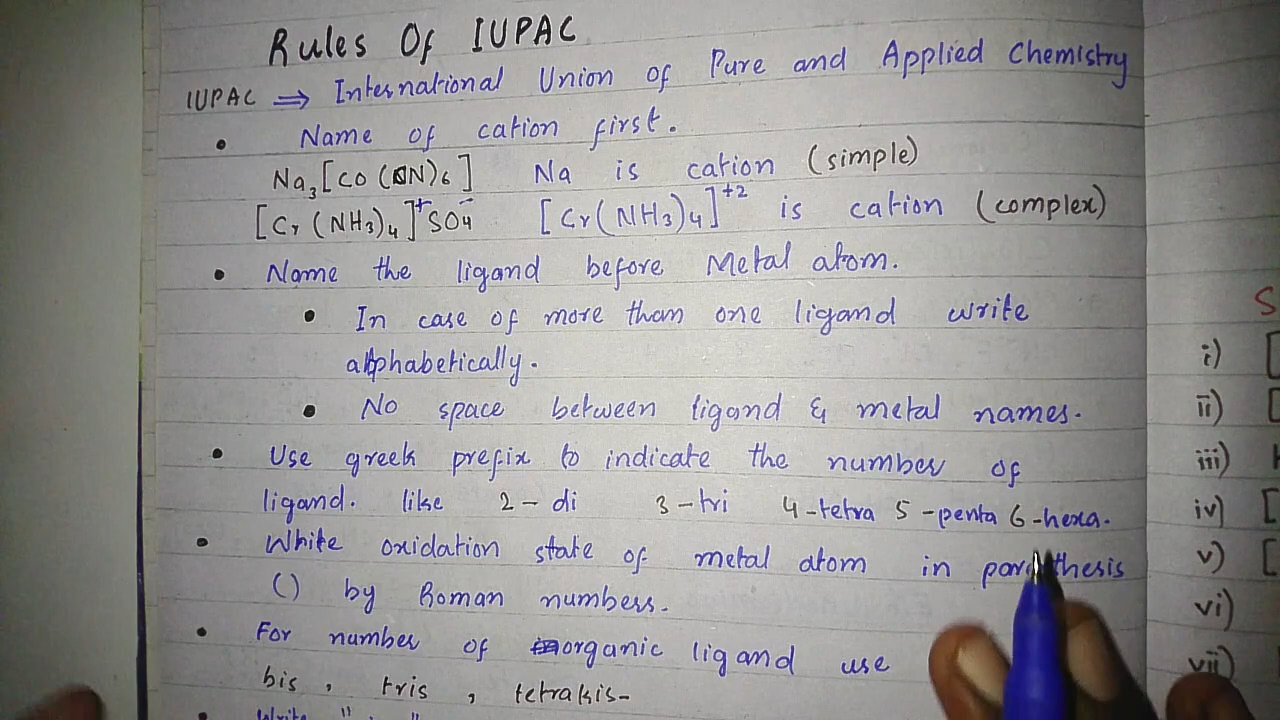 Rules Of IUPAC
IUPAC ⇒ International Union of Pure and Applied Chemistry
• Name of cation first.
Na₃[CO(CN)₆] Na is cation (simple)
[Cr(NH₃)₄]⁺SO₄⁻ [Cr(NH₃)₄]⁺² is cation (complex)
• Name the ligand before Metal atom.
• In case of more than one ligand write
alphabetically.
• No space between ligand & metal names.
• Use greek prefix to indicate the number of
ligand. like 2-di 3-tri 4-tetra 5-penta 6-hexa.
• White oxidation state of metal atom in parenthesis
() by Roman numbers.
• For number of organic ligand use
bis, tris, tetrakis-
• Write "
S
i) [
ii) [
iii)
iv) [
v) [
vi)
vii)